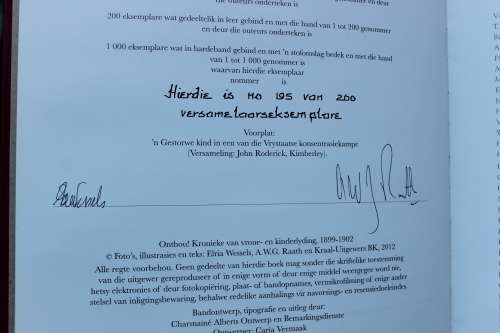 die outeurs onderteken is
200 eksemplare wat gedeeltelik in leer gebind en met die hand van 1 tot 200 genommer
en deur die outeurs onderteken is
1 000 eksemplare wat in hardeband gebind en met 'n stofomslag bedek en met die hand
van 1 tot 1 000 genommer is
waarvan hierdie eksemplaar
nommer is
Hierdie is no 195 van 200
versamelaarseksemplare
Voorplat:
'n Gestorwe kind in een van die Vrystaatse konsentrasiekampe
(Versameling: John Roderick, Kimberley).
Onthou! Kronieke van vroue- en kinderlyding, 1899-1902
© Foto's, illustrasies en teks: Elria Wessels, A.W.G. Raath en Kraal-Uitgewers BK, 2012
Alle regte voorbehou. Geen gedeelte van hierdie boek mag sonder die skriftelike toestemming
van die uitgewer gereproduseer of in enige vorm of deur enige middel weergegee word nie,
hetsy elektronies of deur fotokopiëring, plaat- of bandopnames, vermikrofilming of enige ander
stelsel van inligtingsbewaring, behalwe redelike aanhalings vir navorsings- en resensiedoeleindes
Bandontwerp, tipografie en uitleg deur:
Charmainé Alberts Ontwerp en Bemarkingsdienste
Ontwerper: Carla Vermaak